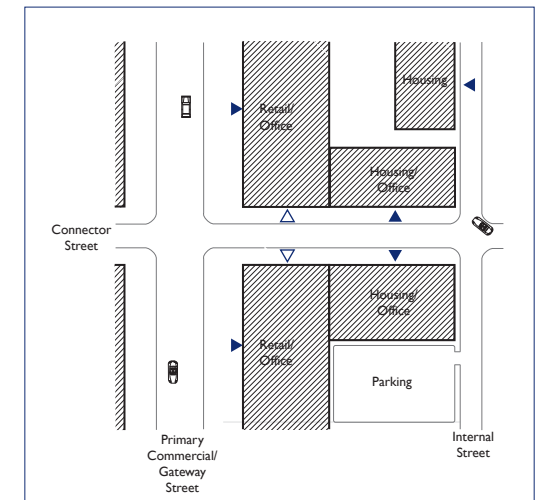 Housing
Retail/
Office
Housing/
Office
Connector
Street
Housing/
Office
Retail/
Office
Parking
Primary
Commercial/
Gateway
Street
Internal
Street